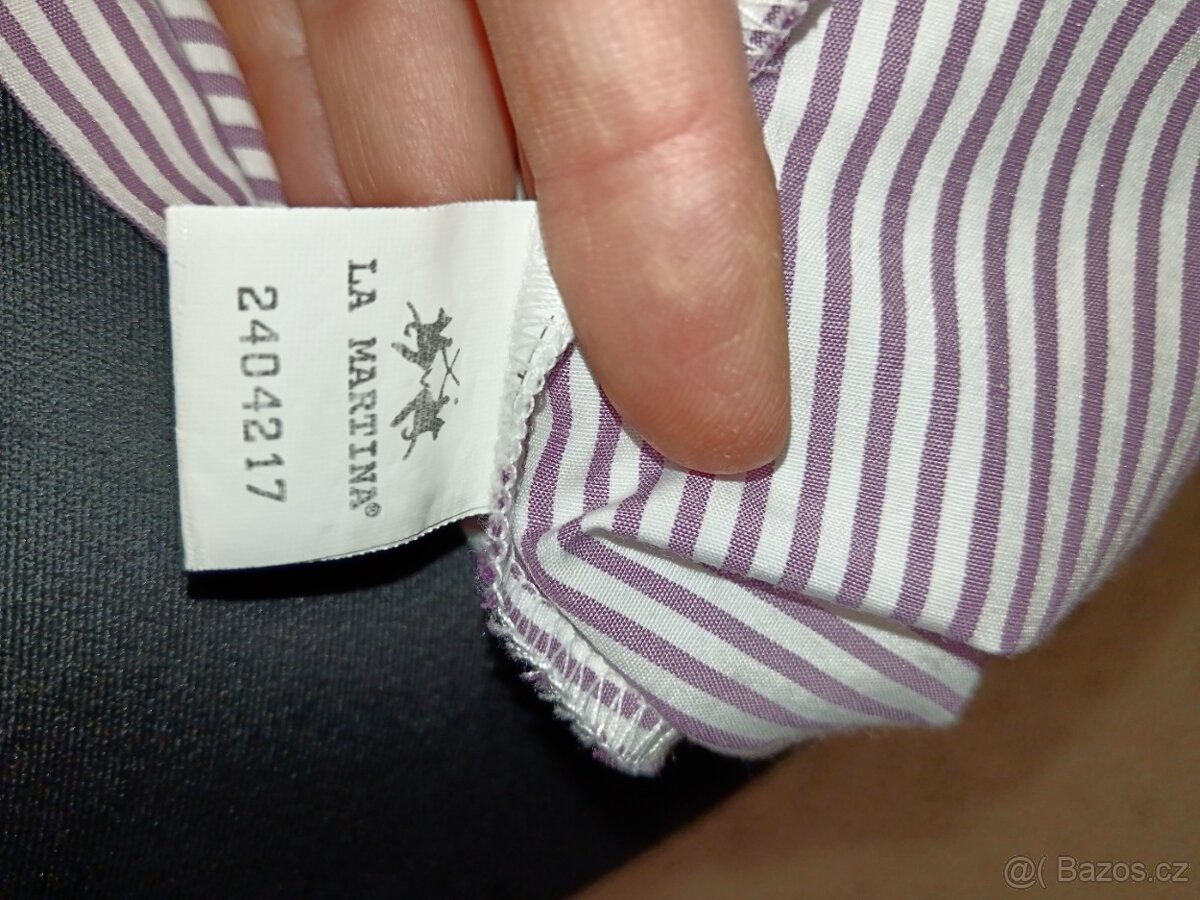 LA MARTINA®
2404217
@( Bazos.cz